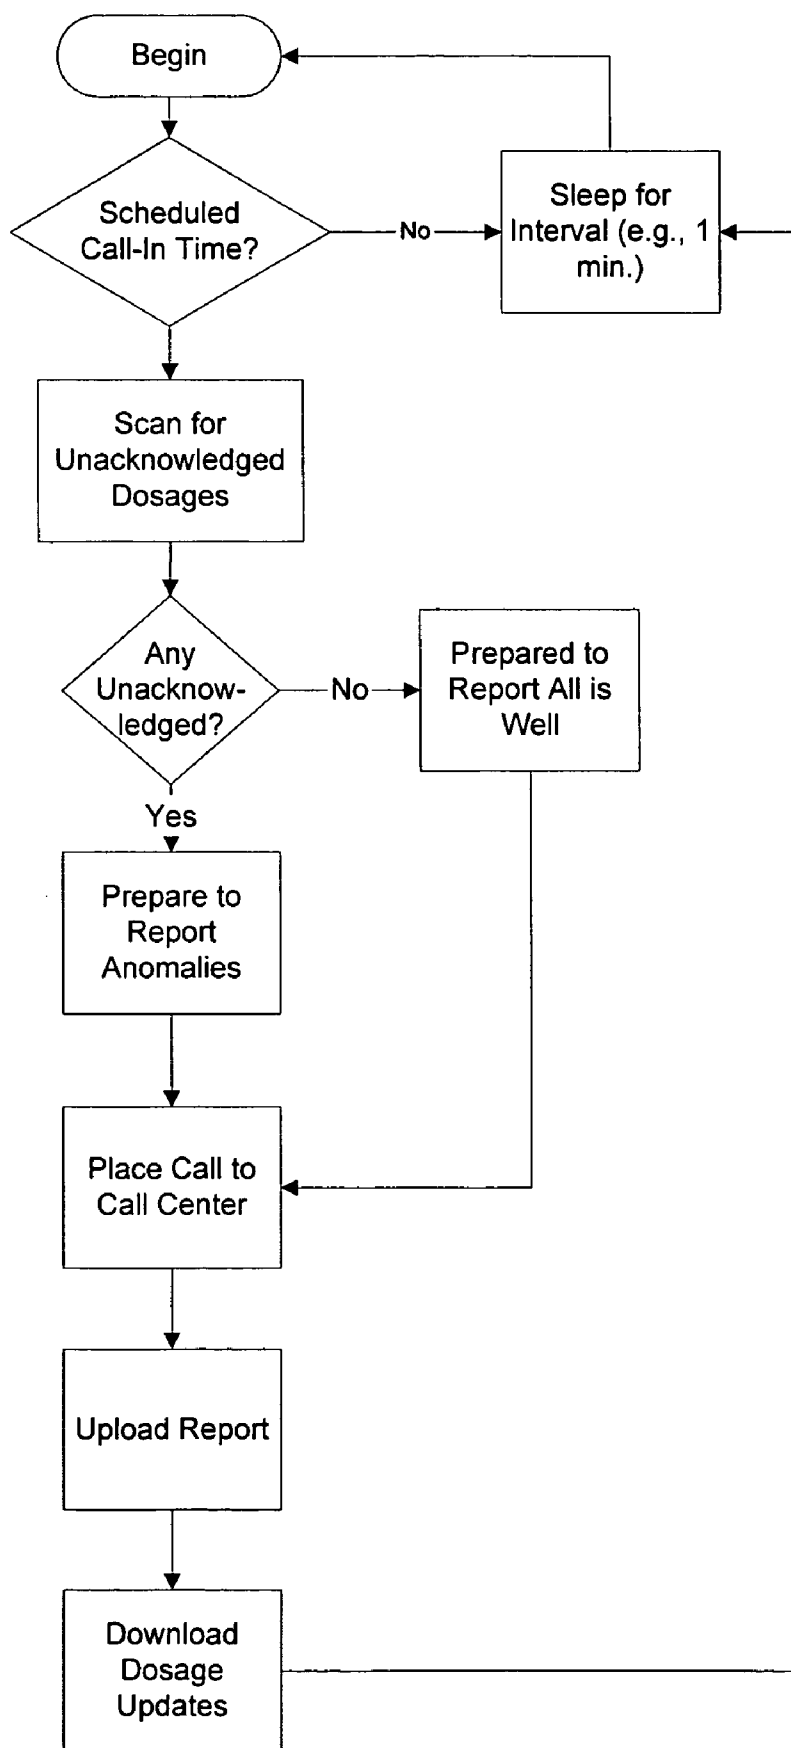 Begin
Scheduled
Call-In Time?
No
Sleep for
Interval (e.g., 1
min.)
Scan for
Unacknowledged
Dosages
Any
Unacknow-
ledged?
No
Prepared to
Report All is
Well
Yes
Prepare to
Report
Anomalies
Place Call to
Call Center
Upload Report
Download
Dosage
Updates